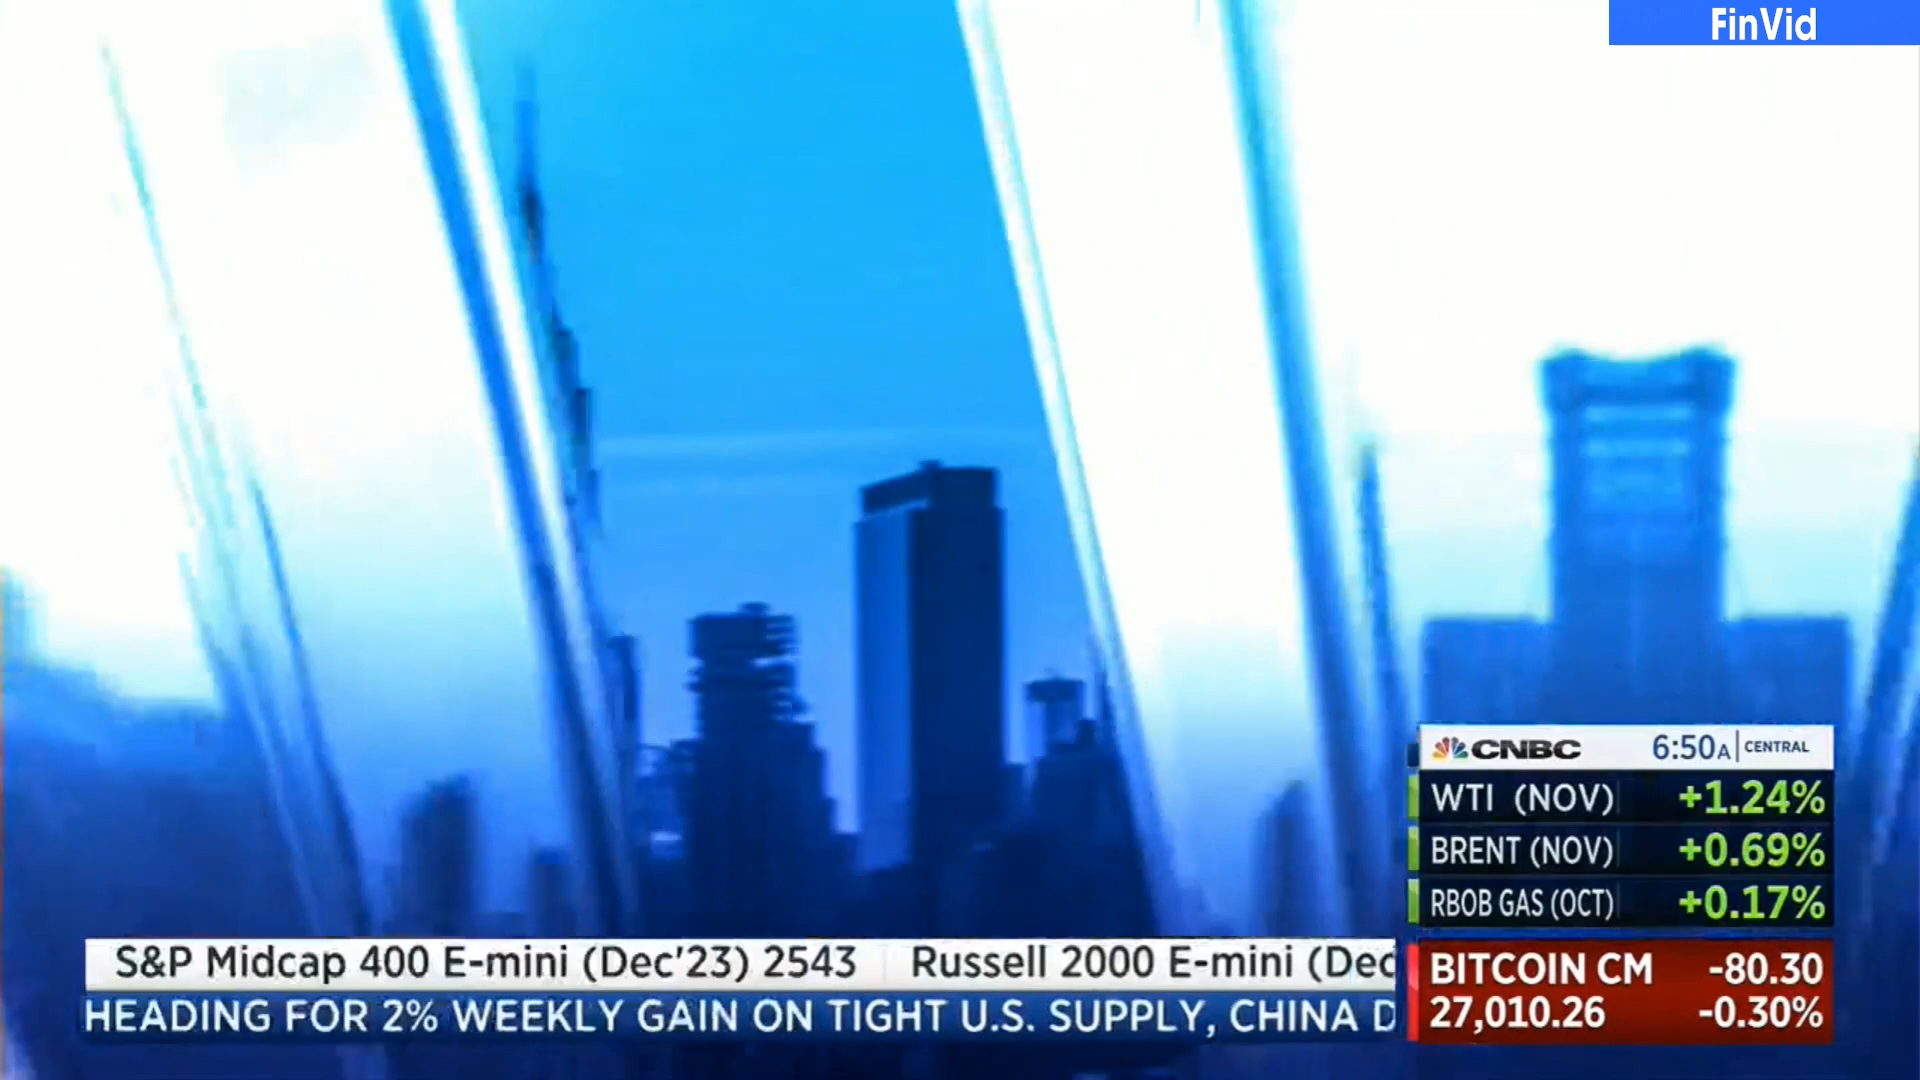 FinVid
CNBC 6:50A CENTRAL
WTI (NOV) +1.24%
BRENT (NOV) +0.69%
RBOB GAS (OCT) +0.17%
S&P Midcap 400 E-mini (Dec'23) 2543 Russell 2000 E-mini (Dec
HEADING FOR 2% WEEKLY GAIN ON TIGHT U.S. SUPPLY, CHINA D
BITCOIN CM -80.30
27,010.26 -0.30%